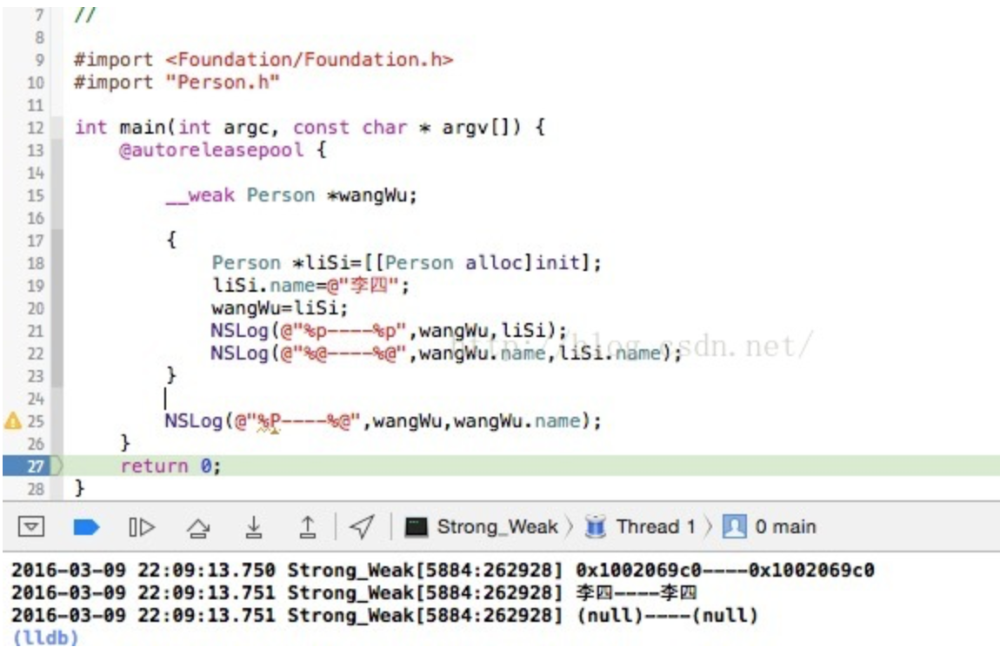 7 //
8
9 #import <Foundation/Foundation.h>
10 #import "Person.h"
11
12 int main(int argc, const char * argv[]) {
13 @autoreleasepool {
14
15 __weak Person *wangWu;
16
17 {
18 Person *liSi=[[Person alloc]init];
19 liSi.name=@"李四";
20 wangWu=liSi;
21 NSLog(@"%p----%p",wangWu,liSi);
22 NSLog(@"%@----%@",wangWu.name,liSi.name);
http://blog.csdn.net/
23 }
24
25 NSLog(@"%P----%@",wangWu,wangWu.name);
26 }
27 return 0;
28 }
Strong_Weak 〉 Thread 1 〉 0 main
2016-03-09 22:09:13.750 Strong_Weak[5884:262928] 0x1002069c0----0x1002069c0
2016-03-09 22:09:13.751 Strong_Weak[5884:262928] 李四----李四
2016-03-09 22:09:13.751 Strong_Weak[5884:262928] (null)----(null)
(lldb)